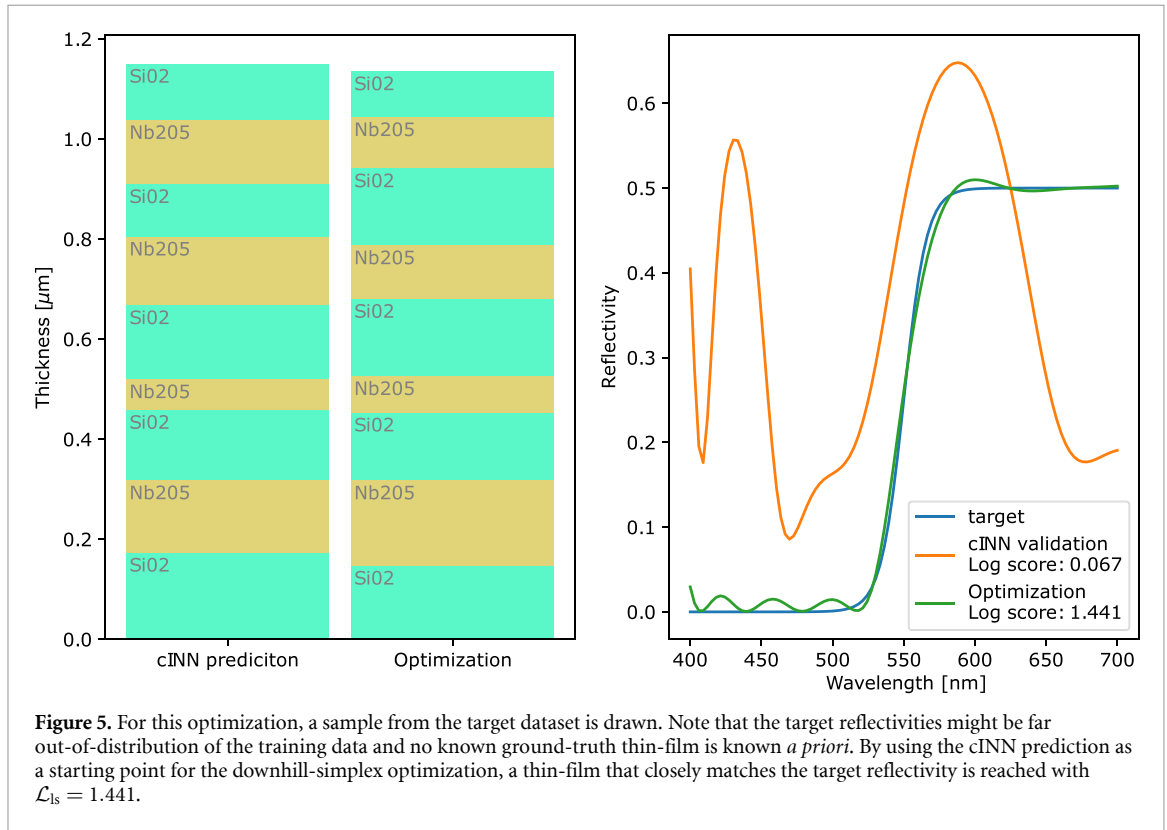 1.2
1.0
0.8
0.6
0.4
0.2
0.0
Thickness [μm]
Si02
Nb205
Si02
Nb205
Si02
Nb205
Si02
Nb205
Si02
Si02
Nb205
Si02
Nb205
Si02
Nb205
Si02
Nb205
Si02
cINN prediciton
Optimization
0.6
0.5
0.4
0.3
0.2
0.1
0.0
Reflectivity
target
cINN validation
Log score: 0.067
Optimization
Log score: 1.441
400 450 500 550 600 650 700
Wavelength [nm]
Figure 5. For this optimization, a sample from the target dataset is drawn. Note that the target reflectivities might be far
out-of-distribution of the training data and no known ground-truth thin-film is known a priori. By using the cINN prediction as
a starting point for the downhill-simplex optimization, a thin-film that closely matches the target reflectivity is reached with
ℒls = 1.441.